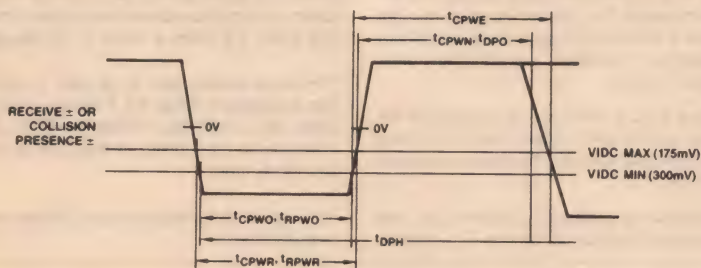 tCPWE
tCPWN, tDPO
RECEIVE ± OR
COLLISION
PRESENCE ±
0V
0V
VIDC MAX (175mV)
VIDC MIN (300mV)
tCPWO, tRPWO
tDPH
tCPWR, tRPWR